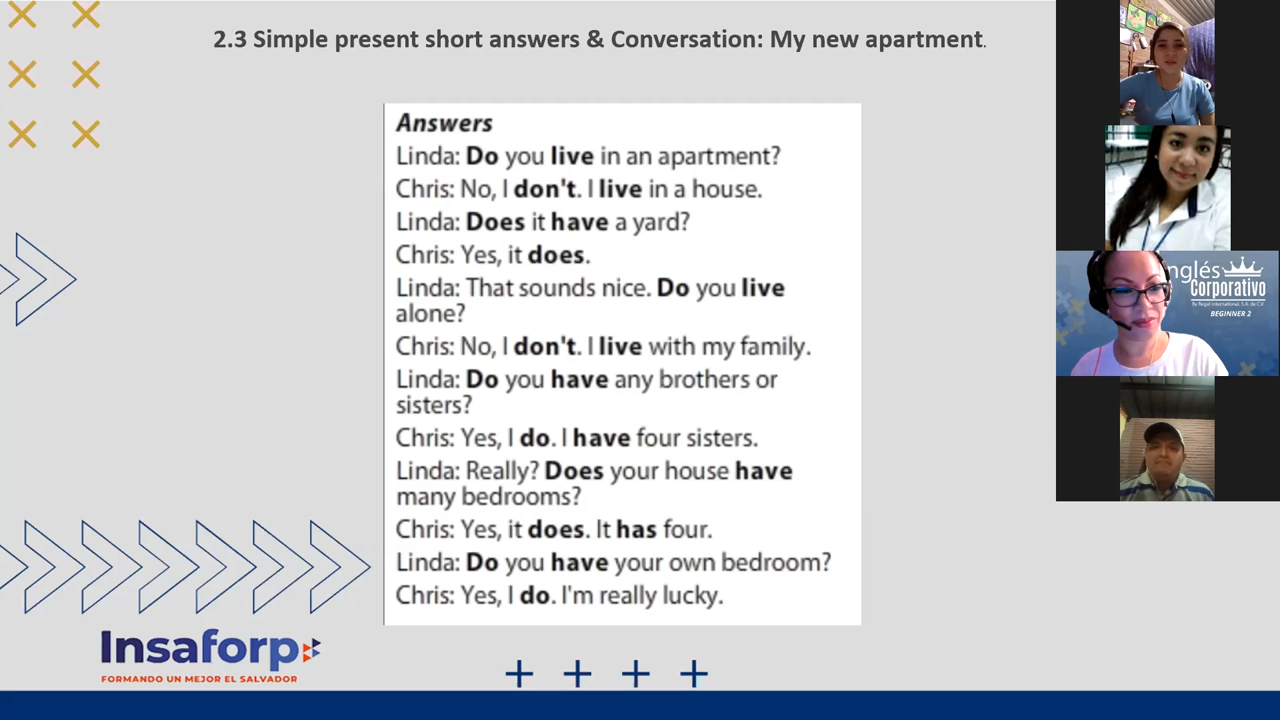 2.3 Simple present short answers & Conversation: My new apartment.
Answers
Linda: Do you live in an apartment?
Chris: No, I don't. I live in a house.
Linda: Does it have a yard?
Chris: Yes, it does.
Linda: That sounds nice. Do you live
alone?
Chris: No, I don't. I live with my family.
Linda: Do you have any brothers or
sisters?
Chris: Yes, I do. I have four sisters.
Linda: Really? Does your house have
many bedrooms?
Chris: Yes, it does. It has four.
Linda: Do you have your own bedroom?
Chris: Yes, I do. I'm really lucky.
Insaforp
FORMANDO UN MEJOR EL SALVADOR
nglés
Corporativo
By Regal International, S.A. de C.V.
BEGINNER 2